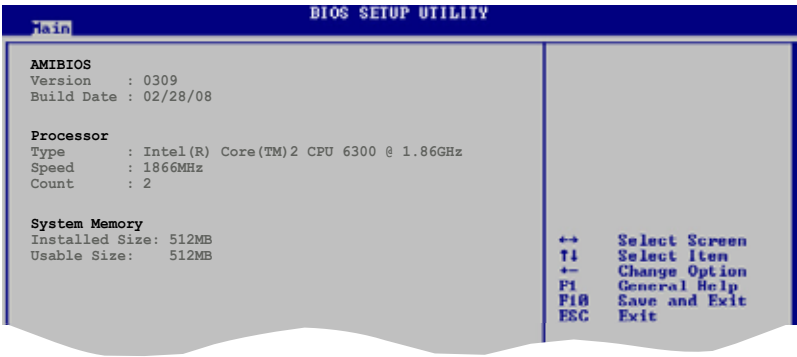 BIOS SETUP UTILITY
Main
AMIBIOS
Version : 0309
Build Date : 02/28/08
Processor
Type : Intel(R) Core(TM)2 CPU 6300 @ 1.86GHz
Speed : 1866MHz
Count : 2
System Memory
Installed Size: 512MB
Usable Size: 512MB
←→ Select Screen
↑↓ Select Item
+- Change Option
F1 General Help
F10 Save and Exit
ESC Exit